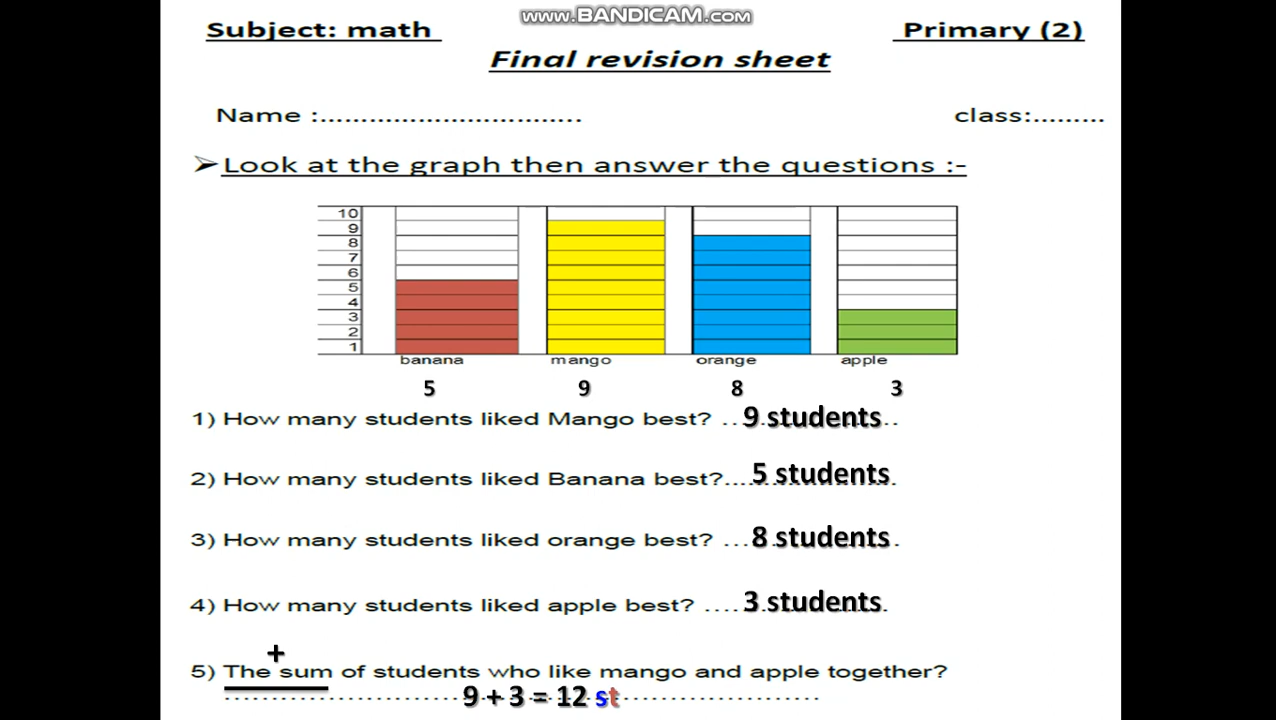 www.BANDICAM.com
Subject: math Primary (2)
Final revision sheet
Name :................................ class:.........
➢ Look at the graph then answer the questions :-
10
9
8
7
6
5
4
3
2
1
banana mango orange apple
5 9 8 3
1) How many students liked Mango best? ..9 students..
2) How many students liked Banana best?...5 students.
3) How many students liked orange best? ...8 students.
4) How many students liked apple best? ....3 students.
+
5) The sum of students who like mango and apple together?
9 + 3 = 12 st